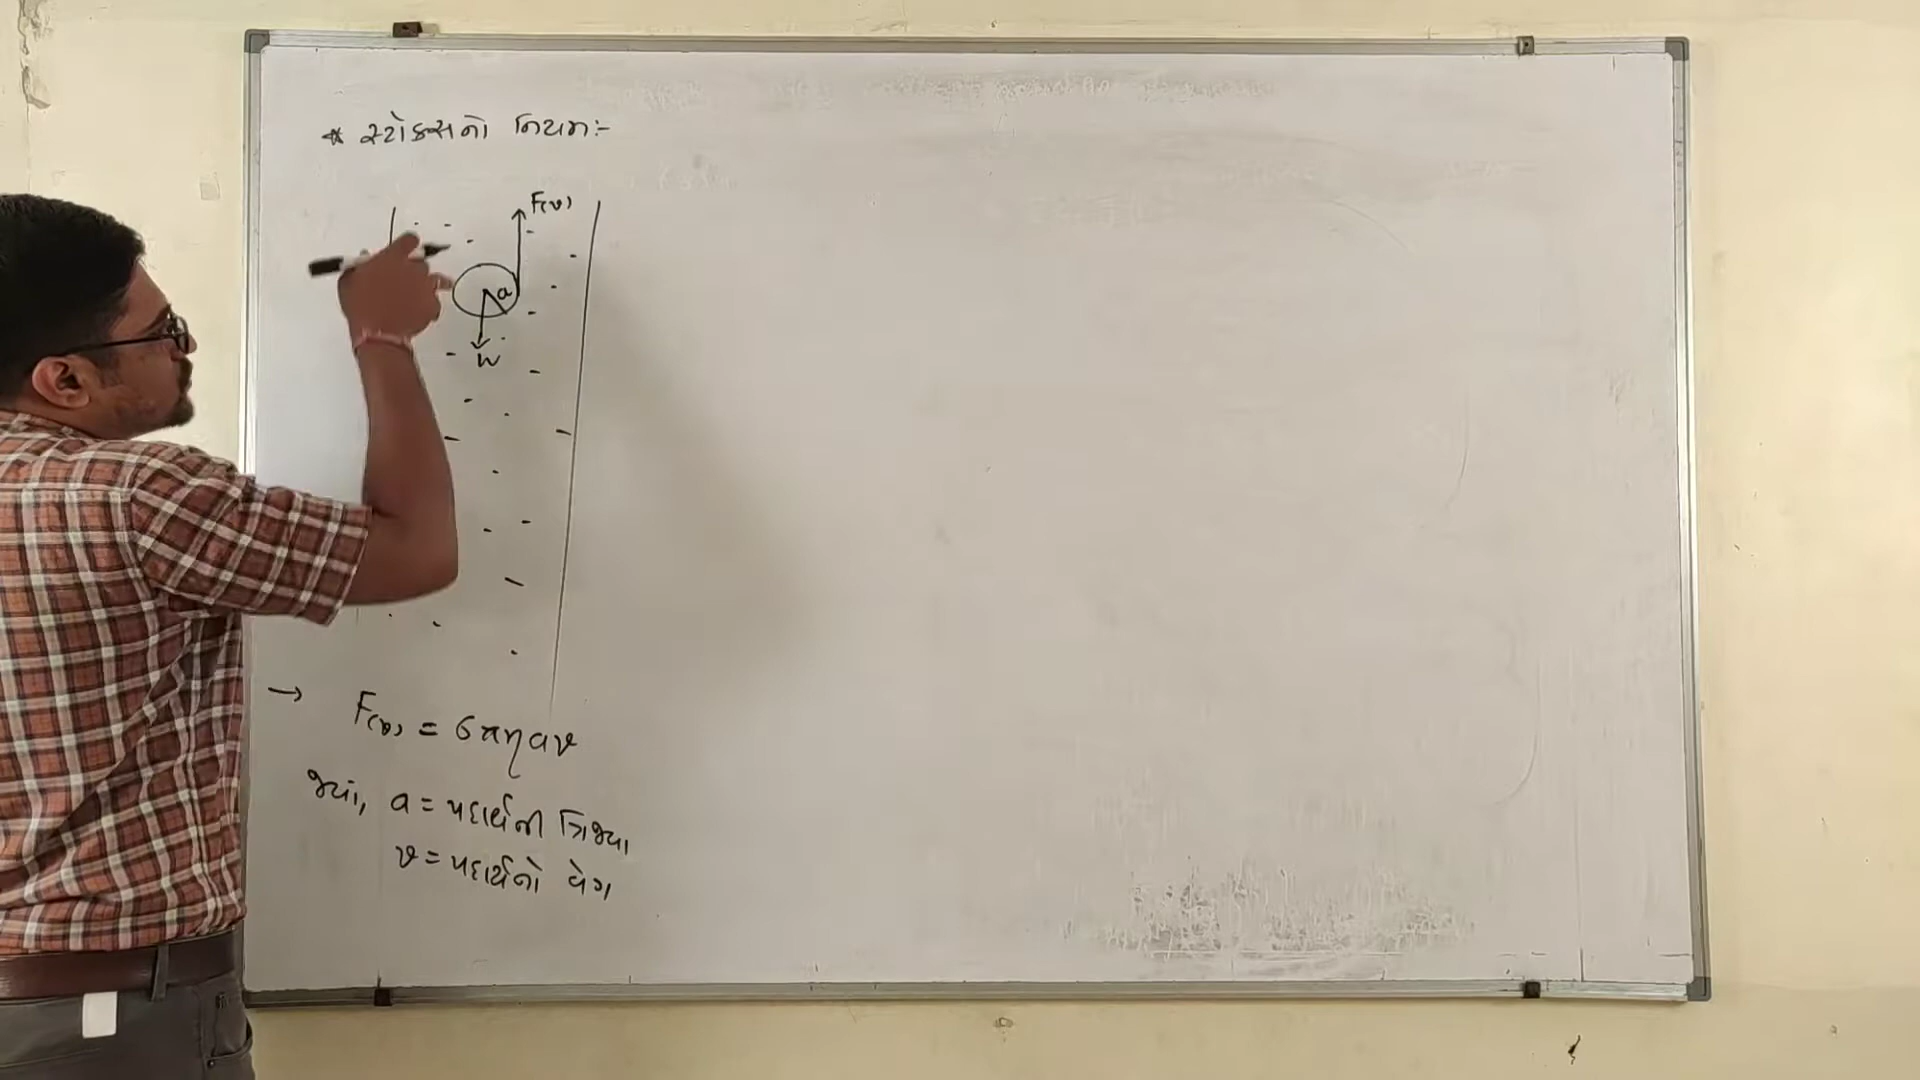 * સ્ટોક્સનો નિયમ:-
F(v)
a
W
→ F(v) = 6πηav
જ્યાં, a = પદાર્થની ત્રિજ્યા
v = પદાર્થનો વેગ